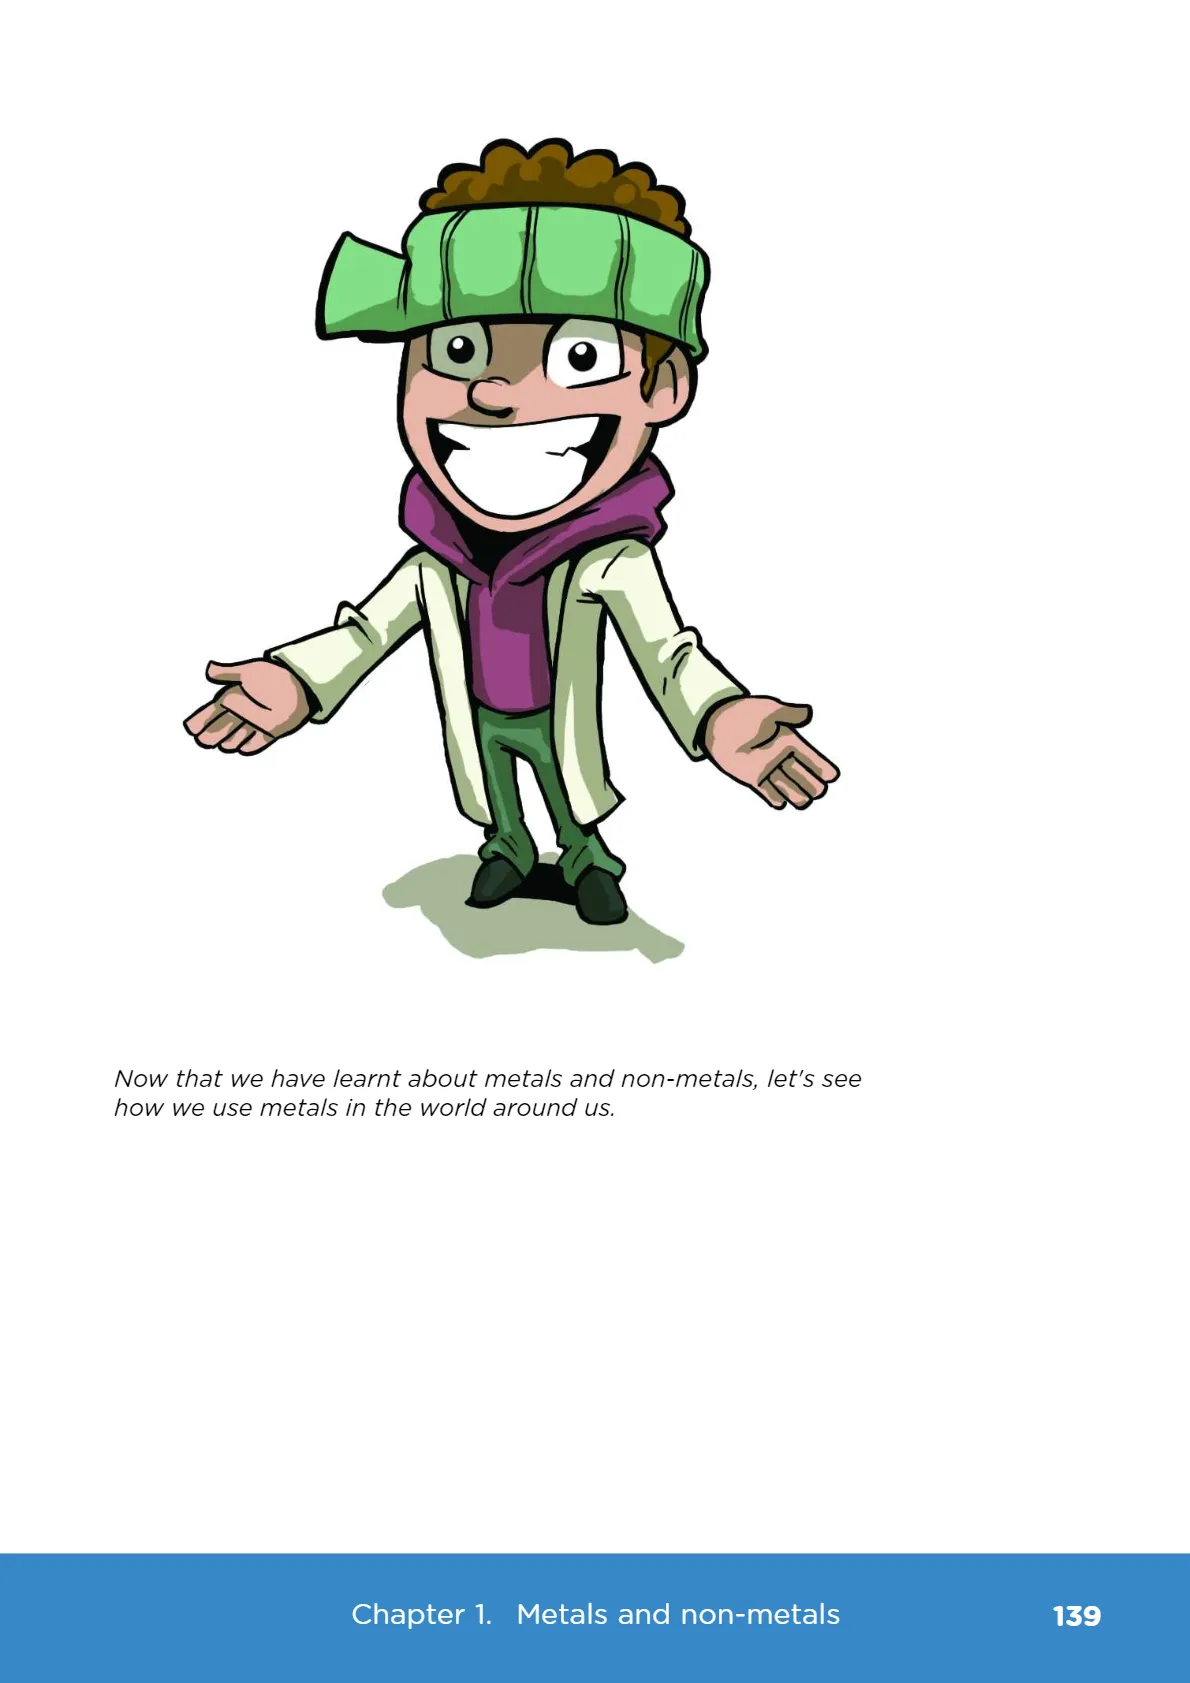 Now that we have learnt about metals and non-metals, let's see
how we use metals in the world around us.
Chapter 1. Metals and non-metals 139